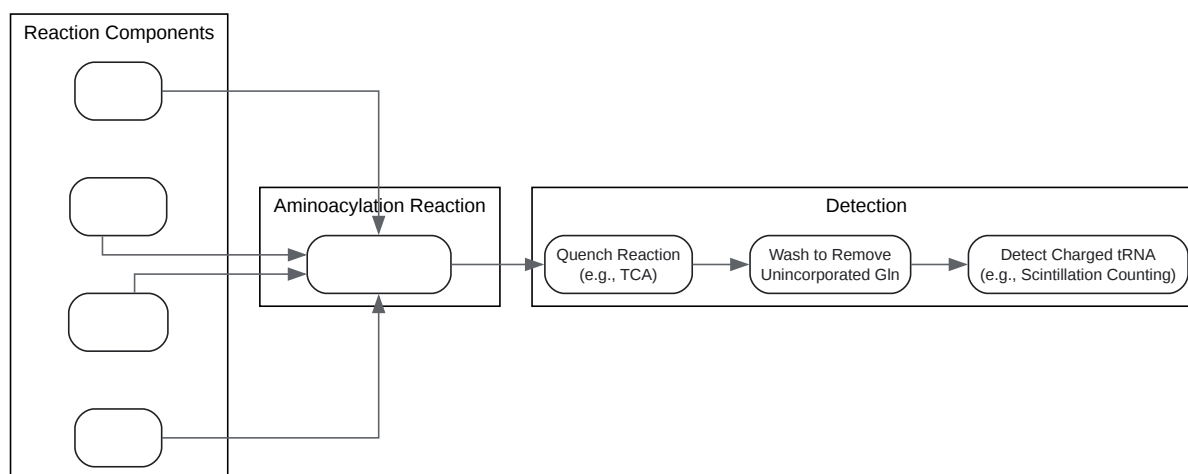 Reaction Components
Aminoacylation Reaction
Detection
Quench Reaction
(e.g., TCA)
Wash to Remove
Unincorporated Gln
Detect Charged tRNA
(e.g., Scintillation Counting)